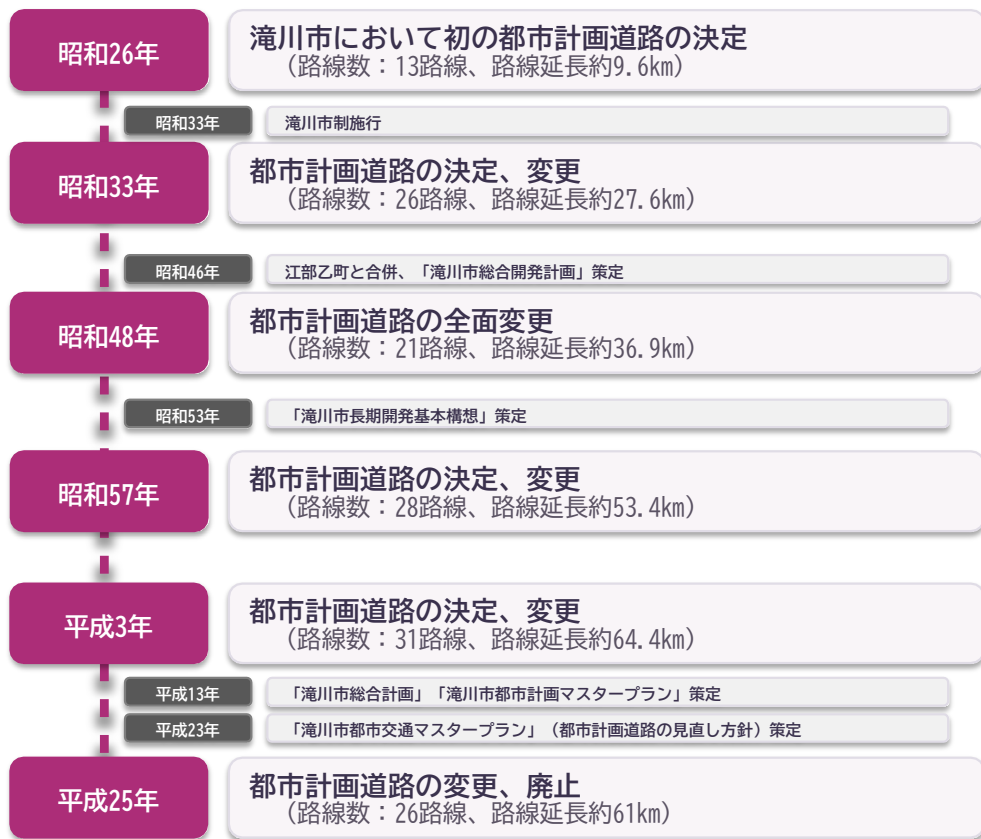 昭和26年
滝川市において初の都市計画道路の決定
（路線数：13路線、路線延長約9.6km）
昭和33年
滝川市制施行
昭和33年
都市計画道路の決定、変更
（路線数：26路線、路線延長約27.6km）
昭和46年
江部乙町と合併、「滝川市総合開発計画」策定
昭和48年
都市計画道路の全面変更
（路線数：21路線、路線延長約36.9km）
昭和53年
「滝川市長期開発基本構想」策定
昭和57年
都市計画道路の決定、変更
（路線数：28路線、路線延長約53.4km）
平成3年
都市計画道路の決定、変更
（路線数：31路線、路線延長約64.4km）
平成13年
「滝川市総合計画」「滝川市都市計画マスタープラン」策定
平成23年
「滝川市都市交通マスタープラン」（都市計画道路の見直し方針）策定
平成25年
都市計画道路の変更、廃止
（路線数：26路線、路線延長約61km）